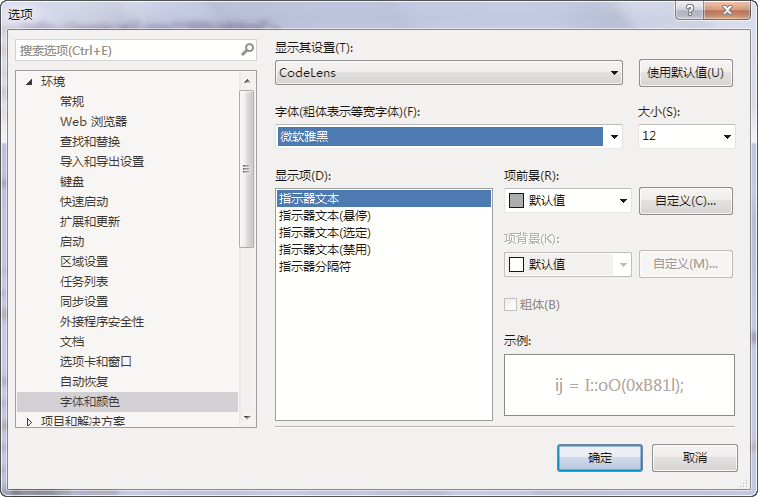 选项
搜索选项(Ctrl+E)
环境
常规
Web 浏览器
查找和替换
导入和导出设置
键盘
快速启动
扩展和更新
启动
区域设置
任务列表
同步设置
外接程序安全性
文档
选项卡和窗口
自动恢复
字体和颜色
项目和解决方案
显示其设置(T):
CodeLens
使用默认值(U)
字体(粗体表示等宽字体)(F):
大小(S):
微软雅黑
12
显示项(D):
指示器文本
指示器文本(悬停)
指示器文本(选定)
指示器文本(禁用)
指示器分隔符
项前景(R):
默认值
自定义(C)...
项背景(K):
默认值
自定义(M)...
粗体(B)
示例:
ij = I::oO(0xB81l);
确定
取消